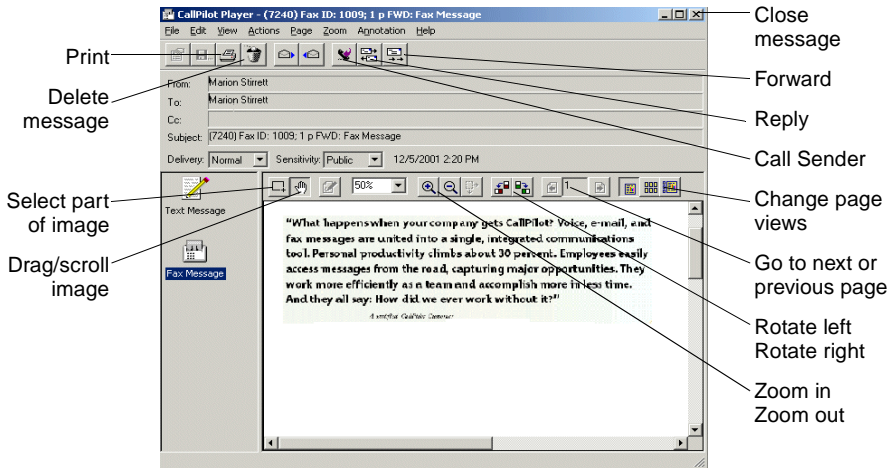 CallPilot Player - (7240) Fax ID: 1009; 1 p FWD: Fax Message
File Edit View Actions Page Zoom Annotation Help
From: Marion Stirrett
To: Marion Stirrett
Cc:
Subject: (7240) Fax ID: 1009; 1 p FWD: Fax Message
Delivery: Normal Sensitivity: Public 12/5/2001 2:20 PM
Text Message
Fax Message
50%
1
"What happens when your company gets CallPilot? Voice, e-mail, and
fax messages are united into a single, integrated communications
tool. Personal productivity climbs about 30 percent. Employees easily
access messages from the road, capturing major opportunities. They
work more efficiently as a team and accomplish more in less time.
And they all say: How did we ever work without it?"
A satisfied CallPilot Customer
Print
Delete
message
Select part
of image
Drag/scroll
image
Close
message
Forward
Reply
Call Sender
Change page
views
Go to next or
previous page
Rotate left
Rotate right
Zoom in
Zoom out